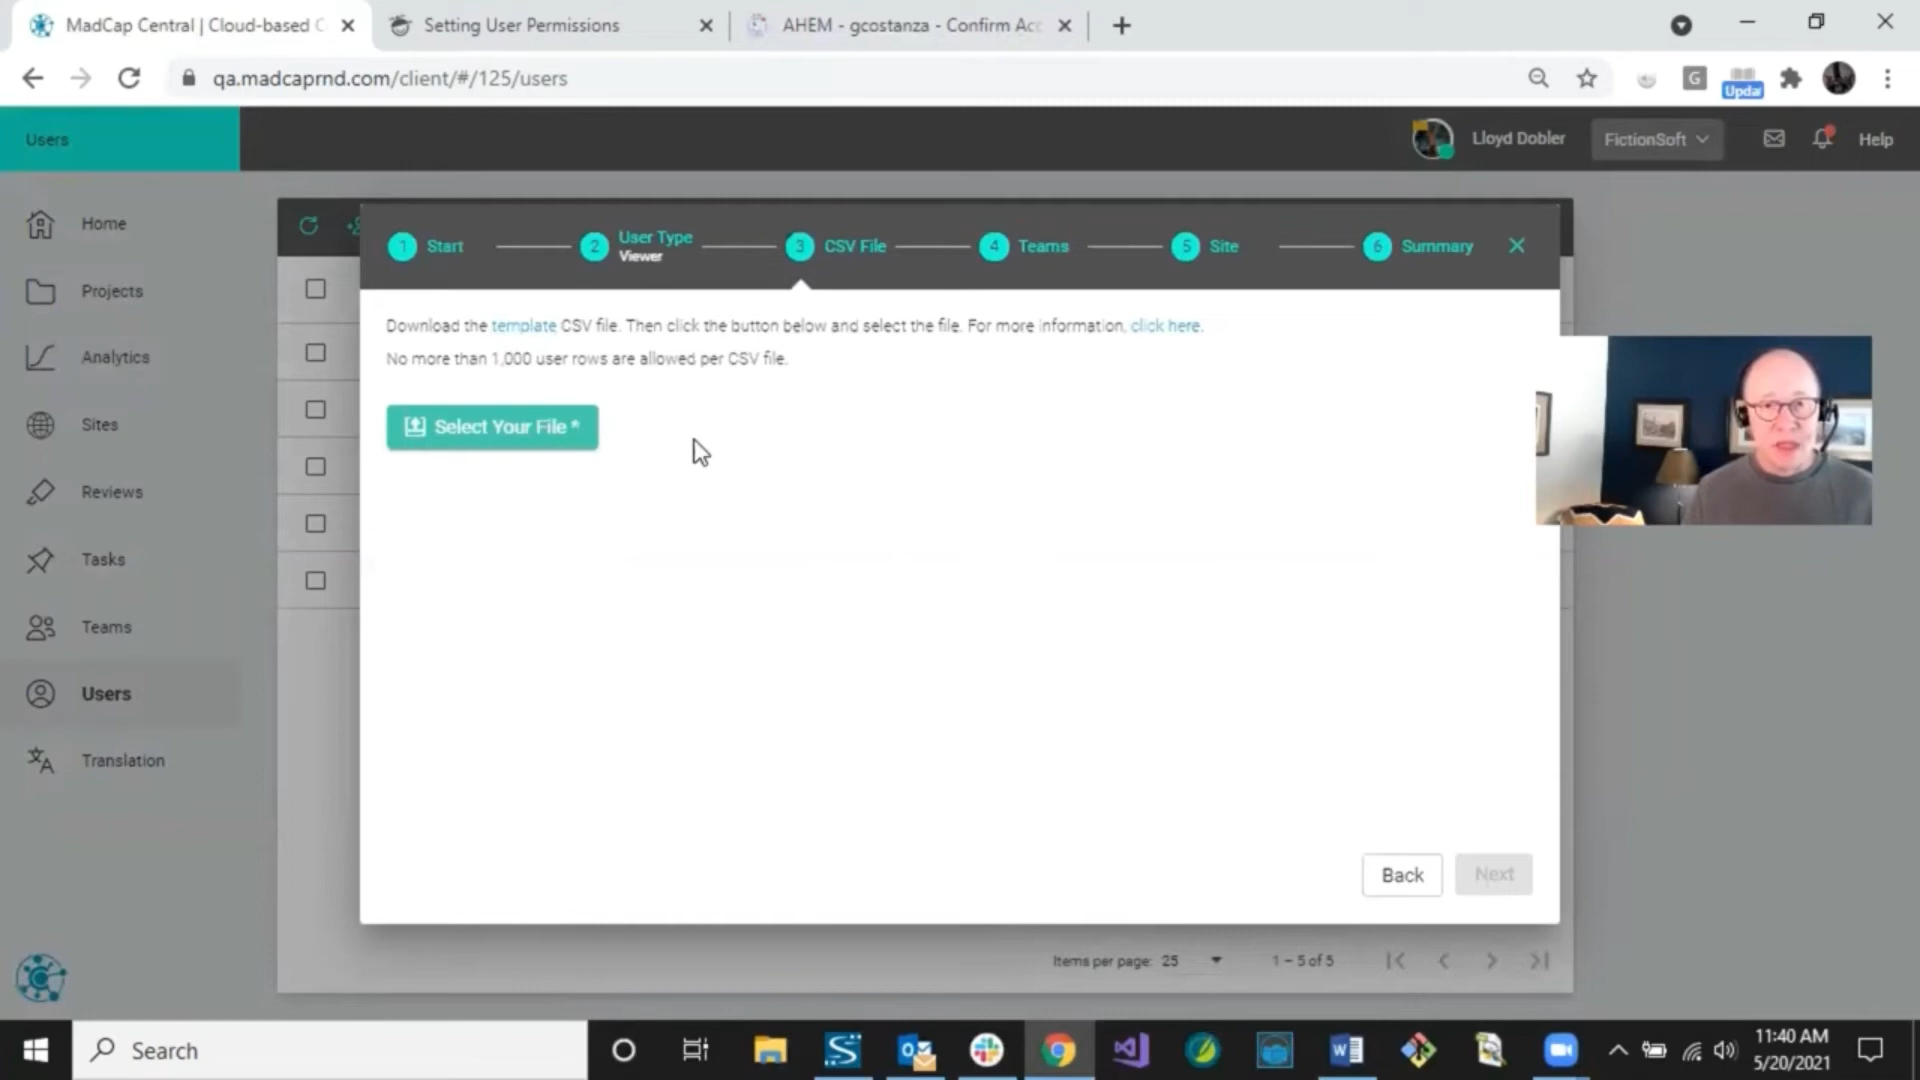 MadCap Central | Cloud-based C
Setting User Permissions
AHEM - gcostanza - Confirm Acc
qa.madcaprnd.com/client/#/125/users
G
Updat
Users
Lloyd Dobler
FictionSoft
Help
Home
Projects
Analytics
Sites
Reviews
Tasks
Teams
Users
Translation
1 Start
2 User Type
Viewer
3 CSV File
4 Teams
5 Site
6 Summary
Download the template CSV file. Then click the button below and select the file. For more information, click here.
No more than 1,000 user rows are allowed per CSV file.
Select Your File *
Back
Next
Items per page: 25
1 – 5 of 5
Search
11:40 AM
5/20/2021